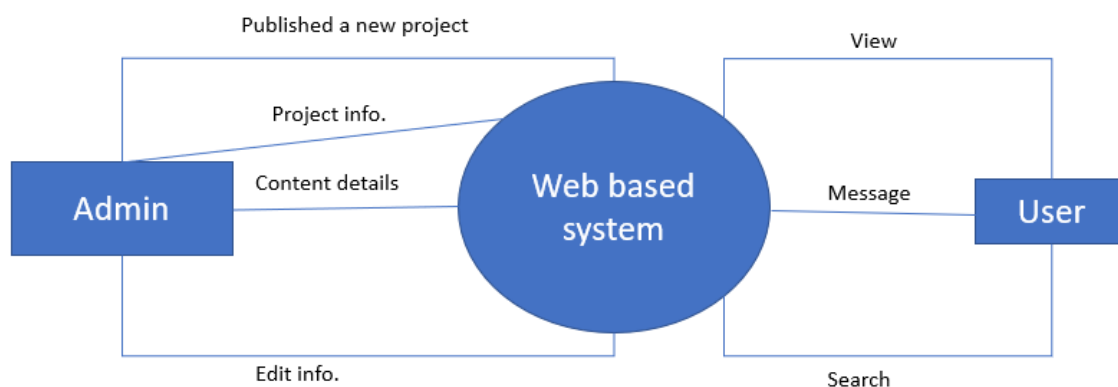 Published a new project
View
Project info.
Content details
Admin
Web based
system
Message
User
Edit info.
Search